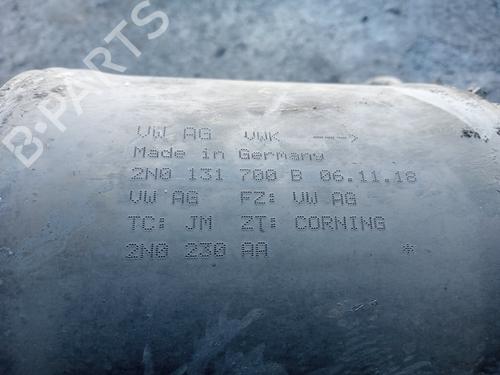 B-PARTS
VW AG VWK --->
Made in Germany
2N0 131 700 B 06.11.18
VW AG FZ: VW AG
TC: JM ZT: CORNING
2N0 230 AA *